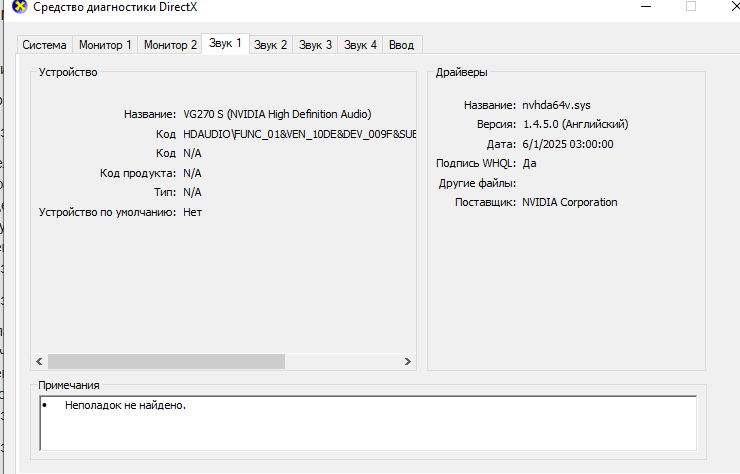 Средство диагностики DirectX
Система Монитор 1 Монитор 2 Звук 1 Звук 2 Звук 3 Звук 4 Ввод
Устройство
Название: VG270 S (NVIDIA High Definition Audio)
Код HDAUDIO\FUNC_01&VEN_10DE&DEV_009F&SUE
Код N/A
Код продукта: N/A
Тип: N/A
Устройство по умолчанию: Нет
Драйверы
Название: nvhda64v.sys
Версия: 1.4.5.0 (Английский)
Дата: 6/1/2025 03:00:00
Подпись WHQL: Да
Другие файлы:
Поставщик: NVIDIA Corporation
Примечания
• Неполадок не найдено.